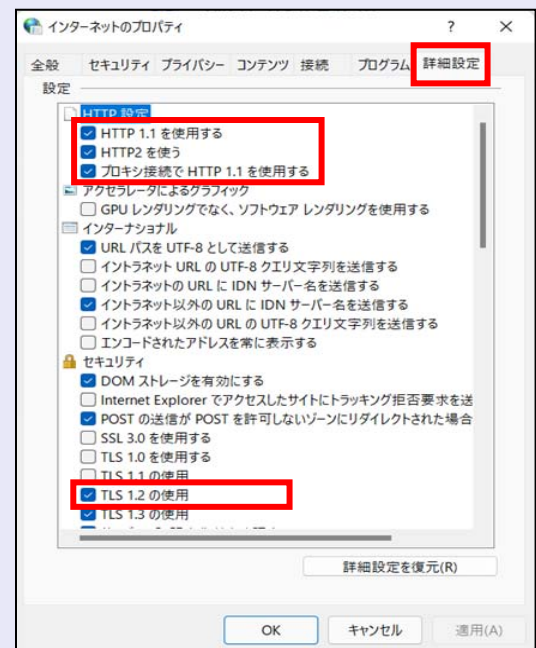 インターネットのプロパティ
? ×
全般 セキュリティ プライバシー コンテンツ 接続 プログラム 詳細設定
設定
HTTP 設定
HTTP 1.1 を使用する
HTTP2 を使う
プロキシ接続で HTTP 1.1 を使用する
アクセラレータによるグラフィック
GPU レンダリングでなく、ソフトウェア レンダリングを使用する
インターナショナル
URL パスを UTF-8 として送信する
イントラネット URL の UTF-8 クエリ文字列を送信する
イントラネットの URL に IDN サーバー名を送信する
イントラネット以外の URL に IDN サーバー名を送信する
イントラネット以外の URL の UTF-8 クエリ文字列を送信する
エンコードされたアドレスを常に表示する
セキュリティ
DOM ストレージを有効にする
Internet Explorer でアクセスしたサイトにトラッキング拒否要求を送
POST の送信が POST を許可しないゾーンにリダイレクトされた場合
SSL 3.0 を使用する
TLS 1.0 を使用する
TLS 1.1 の使用
TLS 1.2 の使用
TLS 1.3 の使用
詳細設定を復元(R)
OK キャンセル 適用(A)